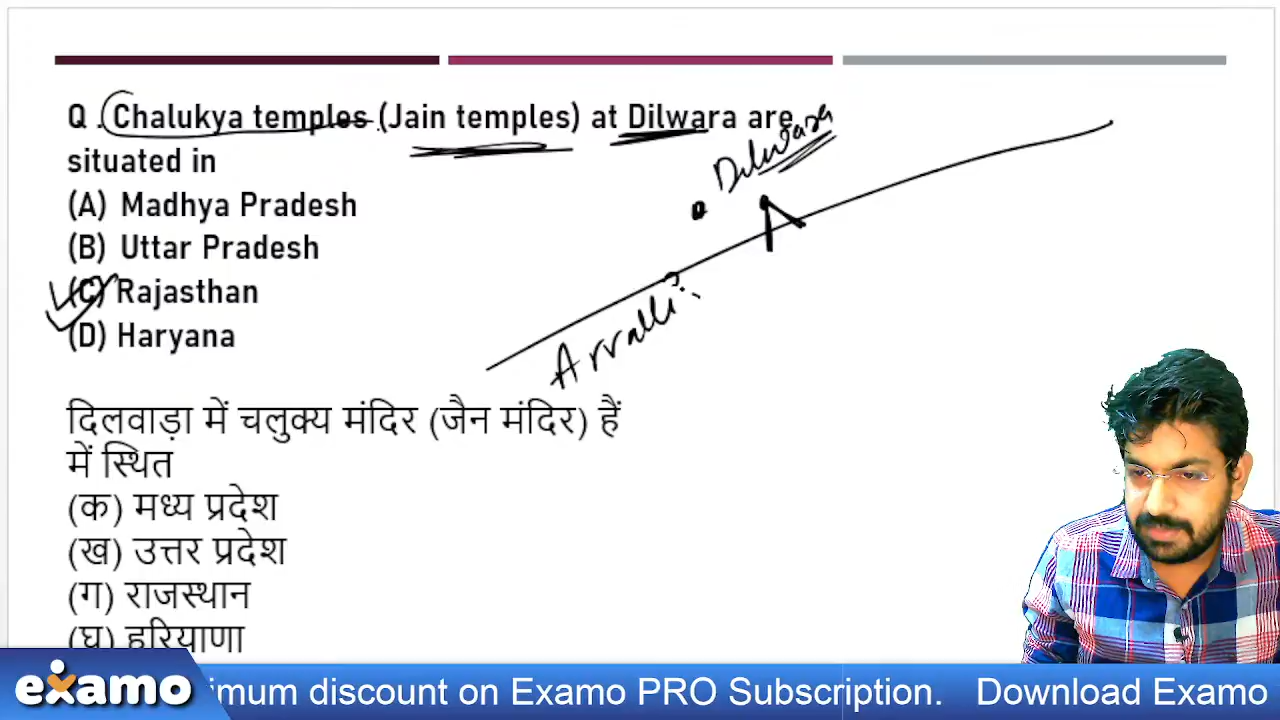 Q . Chalukya temples (Jain temples) at Dilwara are
situated in
(A) Madhya Pradesh
(B) Uttar Pradesh
(C) Rajasthan
(D) Haryana
Dilwara
Arvalli
दिलवाड़ा में चलुक्य मंदिर (जैन मंदिर) हैं
में स्थित
(क) मध्य प्रदेश
(ख) उत्तर प्रदेश
(ग) राजस्थान
(घ) हरियाणा
examo
imum discount on Examo PRO Subscription. Download Examo